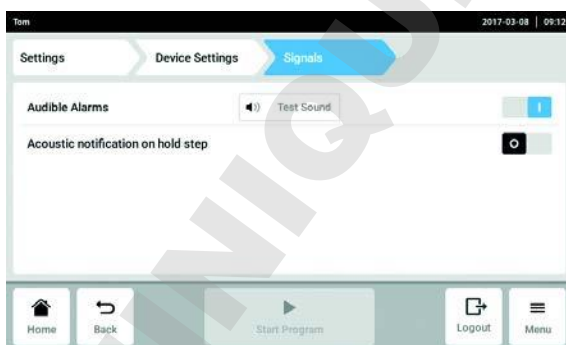 Tom 2017-03-08 | 09:12
Settings Device Settings Signals
Audible Alarms Test Sound I
Acoustic notification on hold step O
Home Back Start Program Logout Menu